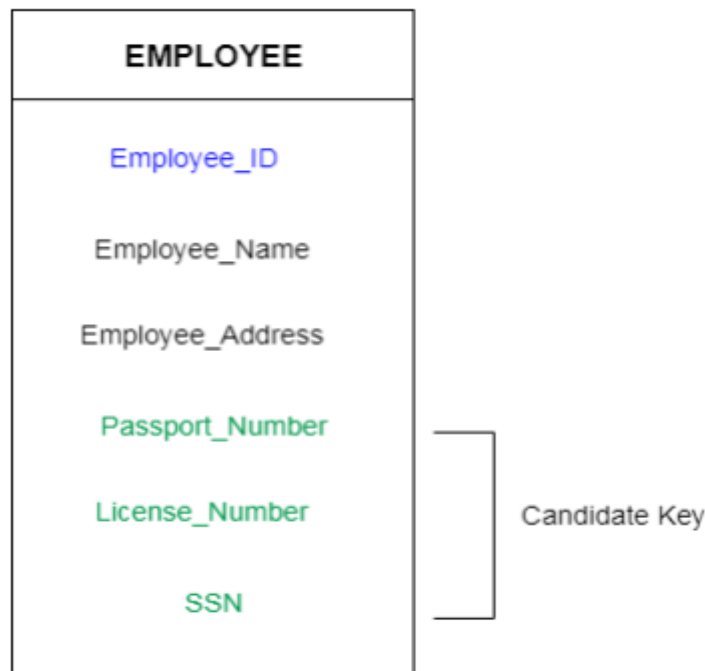 EMPLOYEE
Employee_ID
Employee_Name
Employee_Address
Passport_Number
License_Number
Candidate Key
SSN